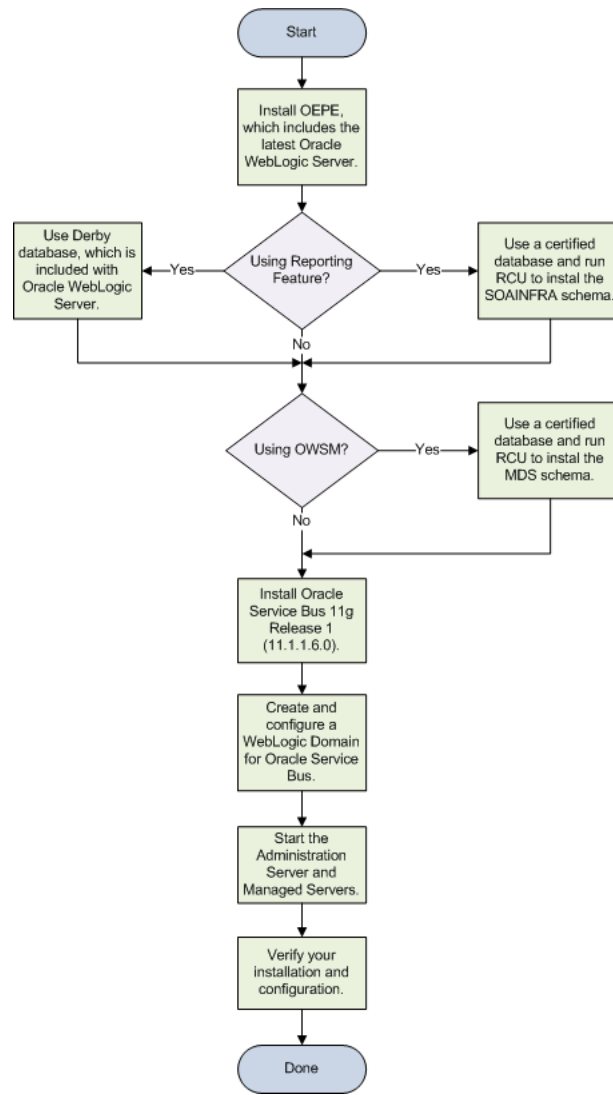 Start
Install OEPE,
which includes the
latest Oracle
WebLogic Server.
Use Derby
database, which is
included with
Oracle WebLogic
Server.
Yes
Using Reporting
Feature?
Yes
Use a certified
database and run
RCU to instal the
SOAINFRA schema.
No
Using OWSM?
Yes
Use a certified
database and run
RCU to instal the
MDS schema.
No
Install Oracle
Service Bus 11g
Release 1
(11.1.1.6.0).
Create and
configure a
WebLogic Domain
for Oracle Service
Bus.
Start the
Administration
Server and
Managed Servers.
Verify your
installation and
configuration.
Done